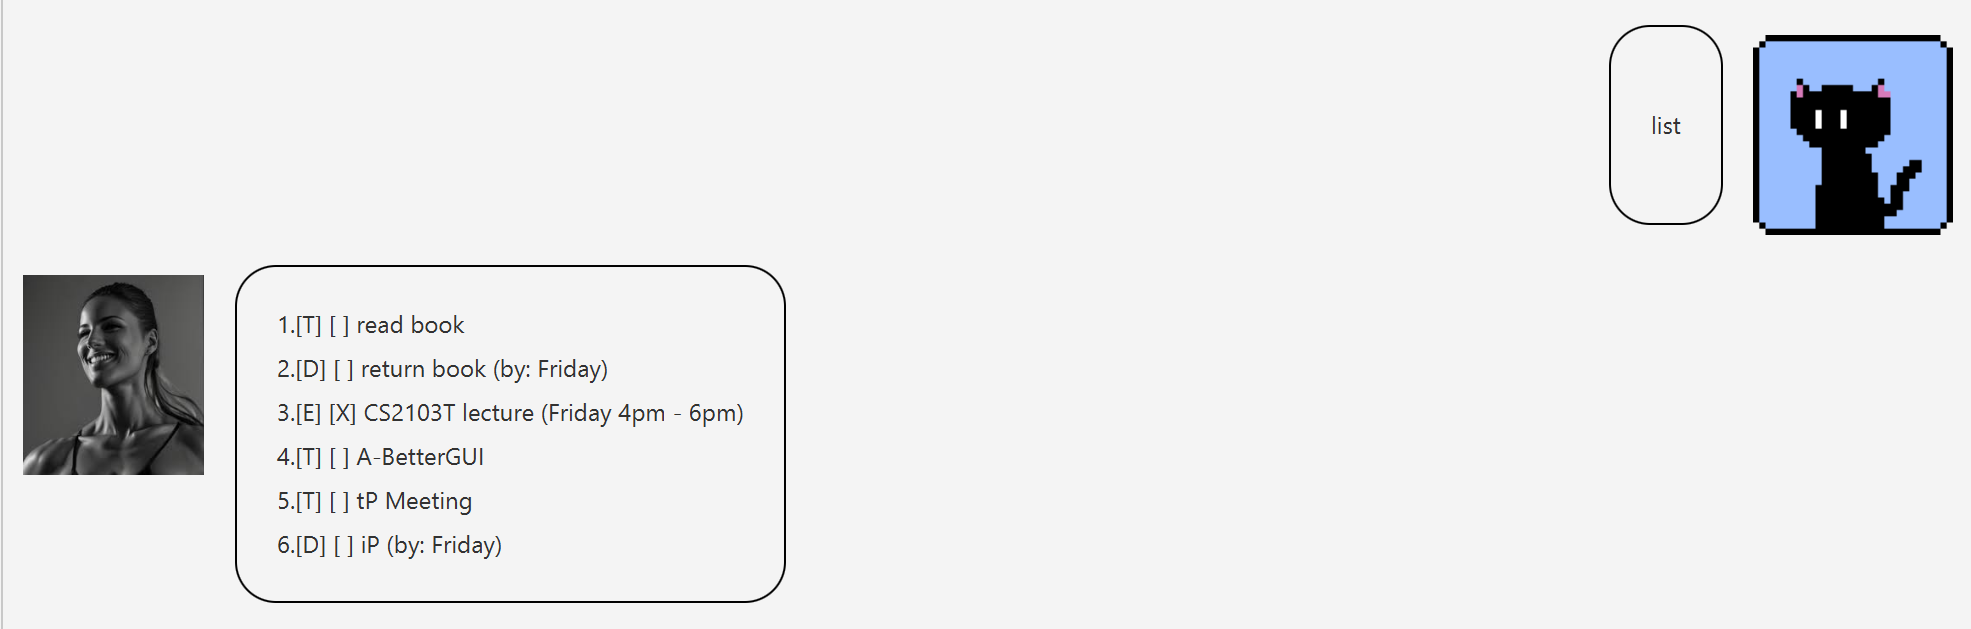 list
1.[T] [ ] read book
2.[D] [ ] return book (by: Friday)
3.[E] [X] CS2103T lecture (Friday 4pm - 6pm)
4.[T] [ ] A-BetterGUI
5.[T] [ ] tP Meeting
6.[D] [ ] iP (by: Friday)